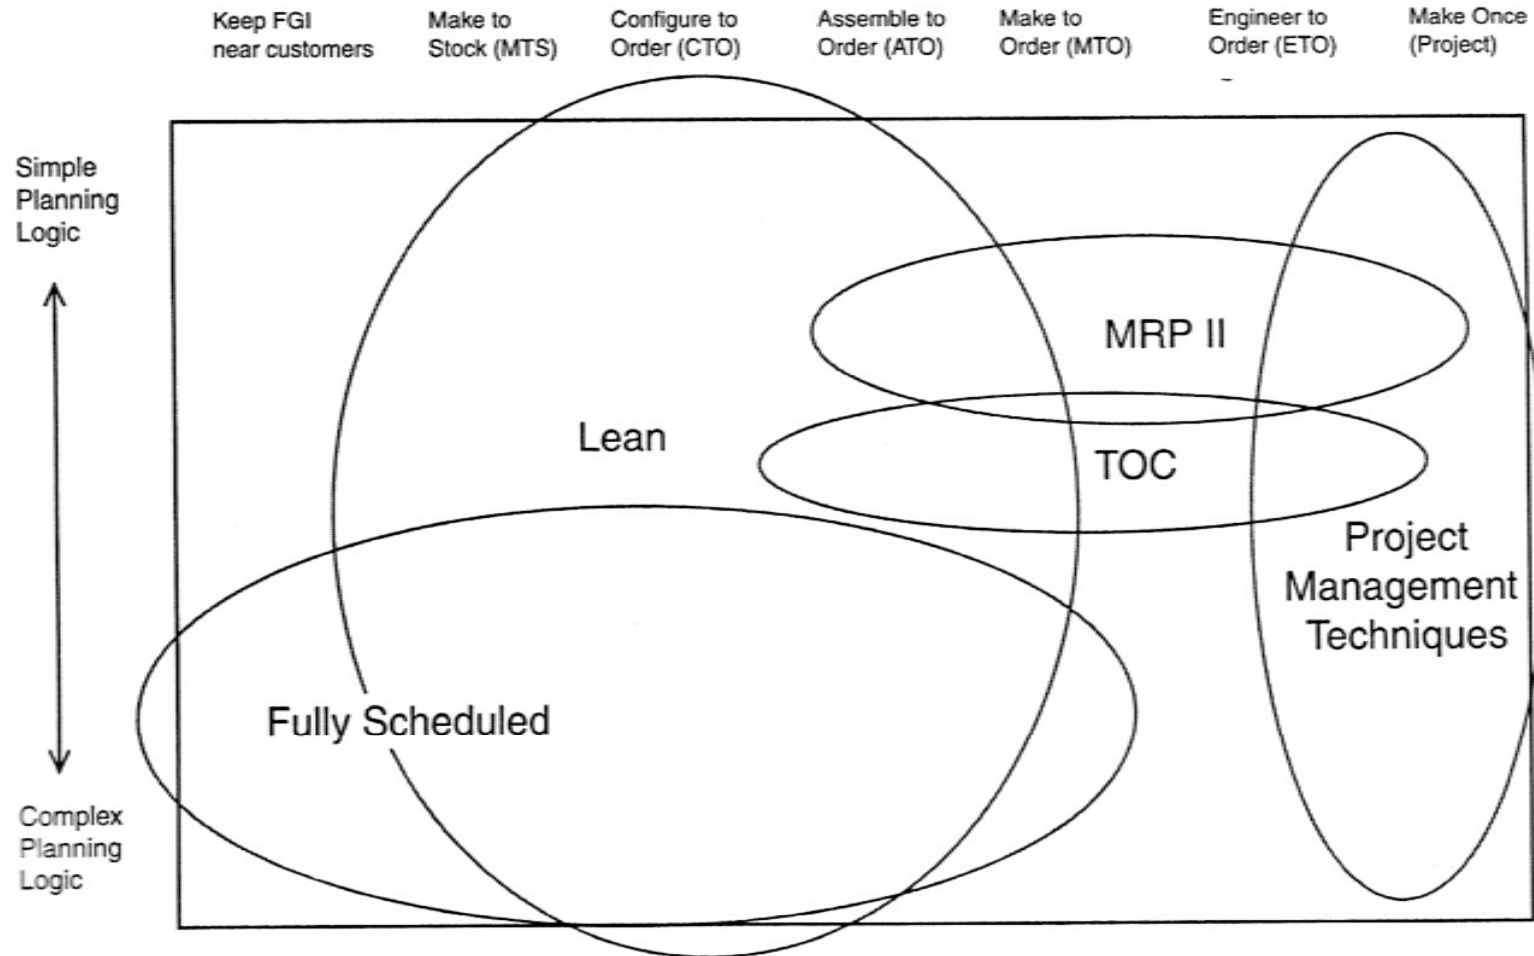 Keep FGI
near customers
Make to
Stock (MTS)
Configure to
Order (CTO)
Assemble to
Order (ATO)
Make to
Order (MTO)
Engineer to
Order (ETO)
Make Once
(Project)
Simple
Planning
Logic
MRP II
Lean
TOC
Project
Management
Techniques
Fully Scheduled
Complex
Planning
Logic